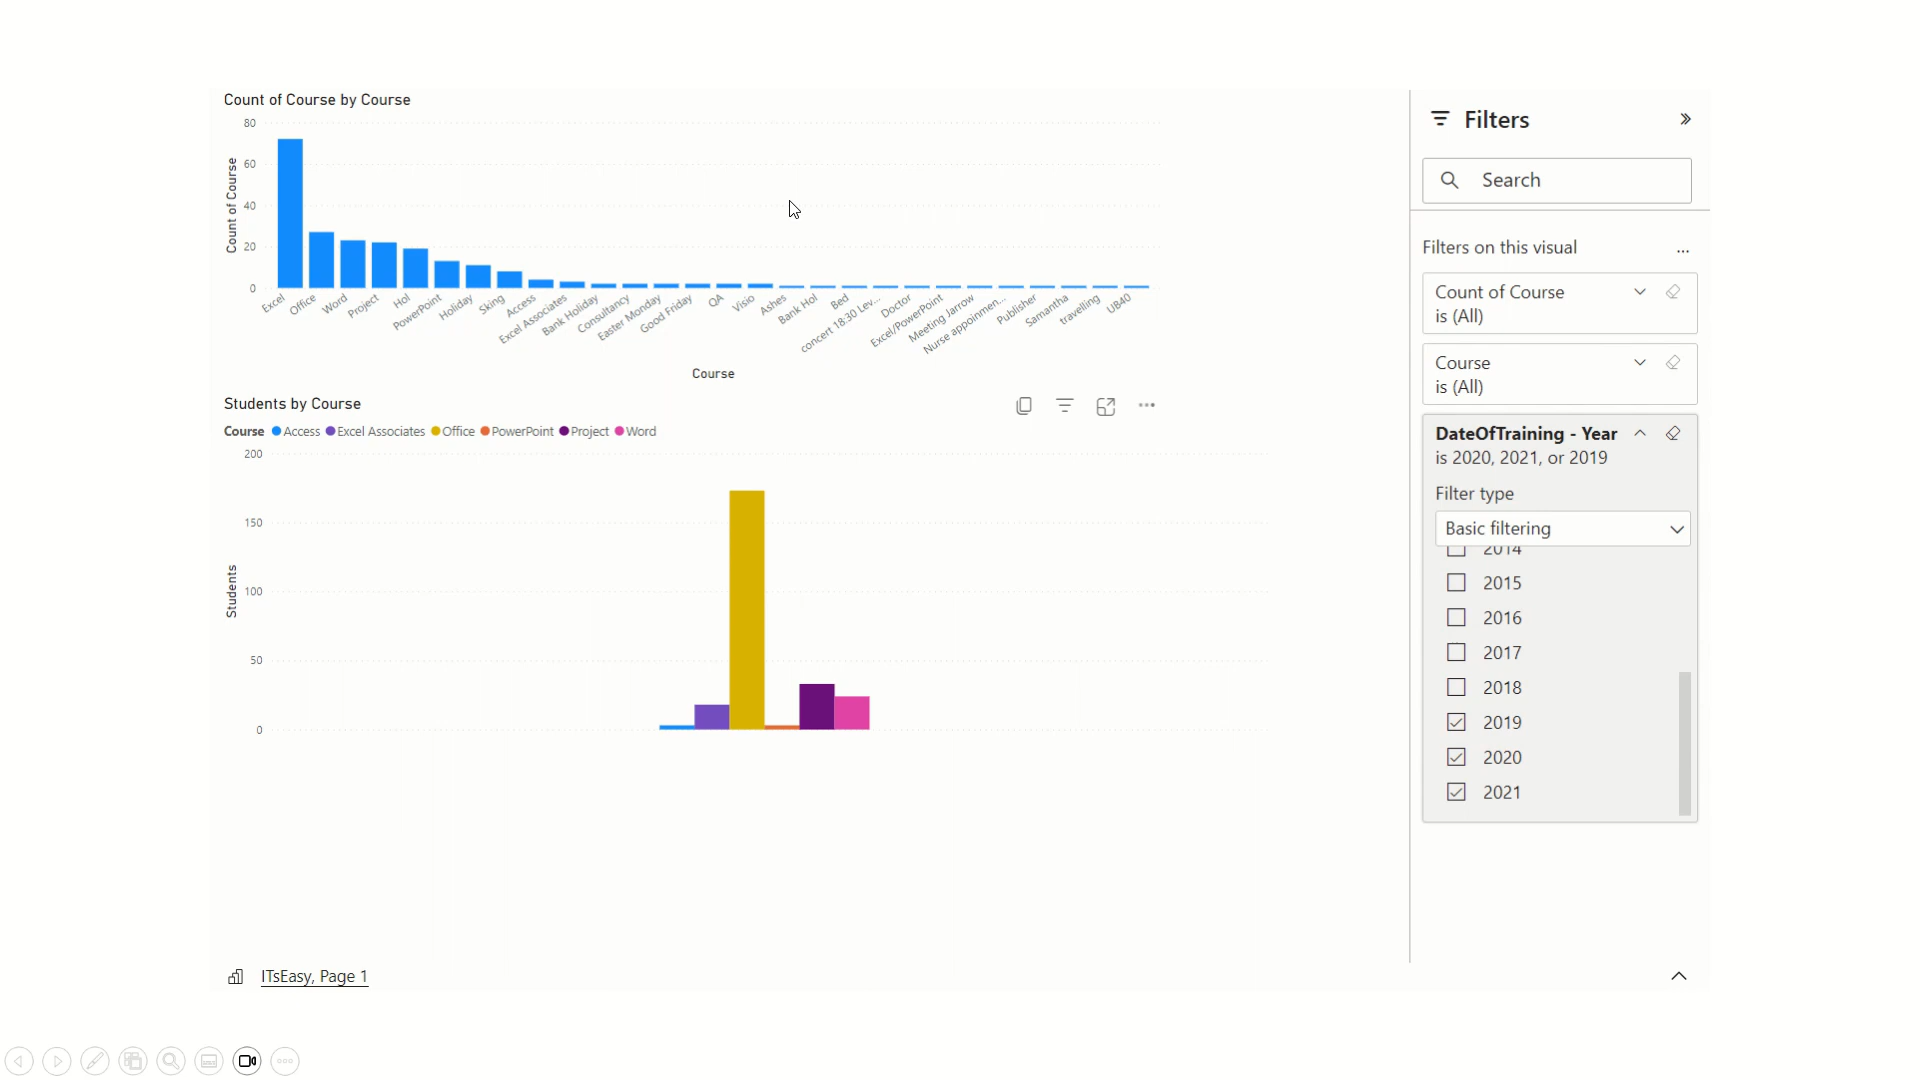 Count of Course by Course
80
60
40
20
0
Count of Course
Excel
Office
Word
Project
Hol
PowerPoint
Holiday
Sking
Access
Excel Associates
Bank Holiday
Consultancy
Easter Monday
Good Friday
QA
Visio
Ashes
Bank Hol
Bed
concert 18:30 Lev...
Doctor
Excel/PowerPoint
Meeting Jarrow
Nurse appoinmen...
Publisher
Samantha
travelling
UB40
Course
Students by Course
Course Access Excel Associates Office PowerPoint Project Word
200
150
100
50
0
Students
ITsEasy, Page 1
Filters
Search
Filters on this visual
Count of Course
is (All)
Course
is (All)
DateOfTraining - Year
is 2020, 2021, or 2019
Filter type
Basic filtering
2014
2015
2016
2017
2018
2019
2020
2021